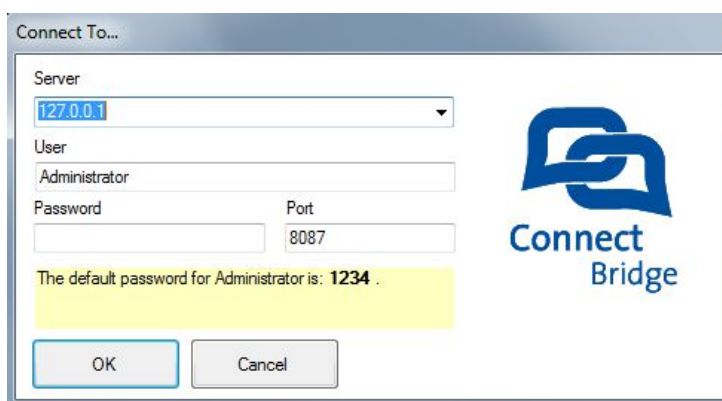 Connect To...
Server
127.0.0.1
User
Administrator
Password Port
8087
The default password for Administrator is: 1234 .
OK Cancel
Connect
Bridge